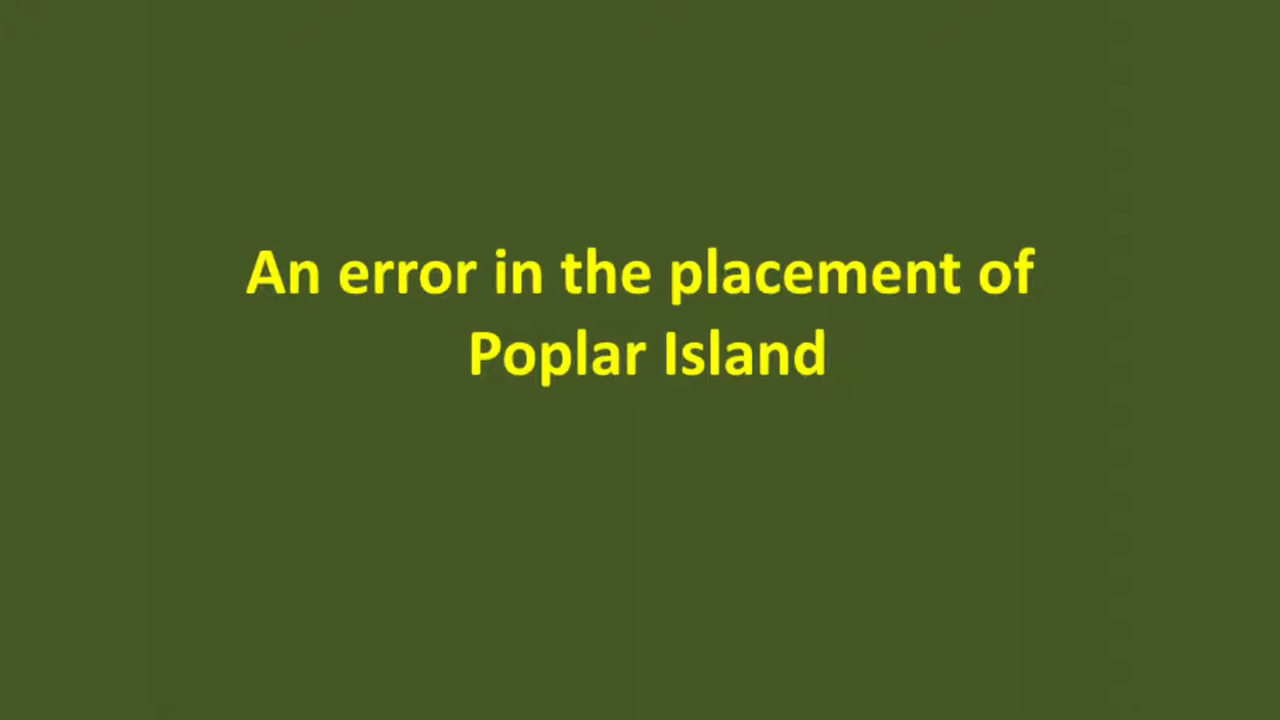 An error in the placement of
Poplar Island